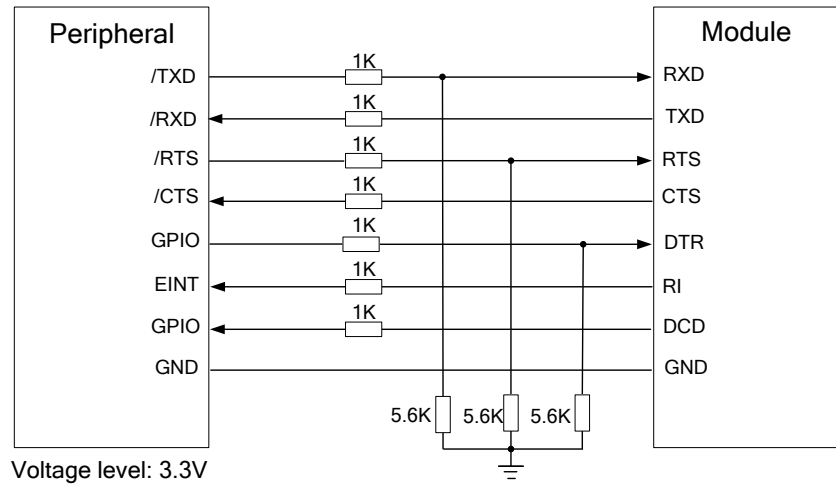 Peripheral
Module
/TXD
1K
RXD
/RXD
1K
TXD
/RTS
1K
RTS
/CTS
1K
CTS
GPIO
1K
DTR
EINT
1K
RI
GPIO
1K
DCD
GND
GND
5.6K
5.6K
5.6K
Voltage level: 3.3V